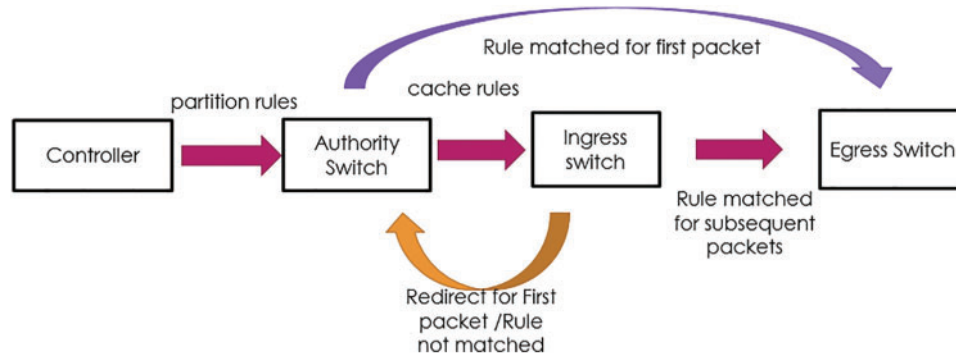 Rule matched for first packet
partition rules
cache rules
Controller
Authority
Switch
Ingress
switch
Egress Switch
Rule matched
for subsequent
packets
Redirect for First
packet /Rule
not matched